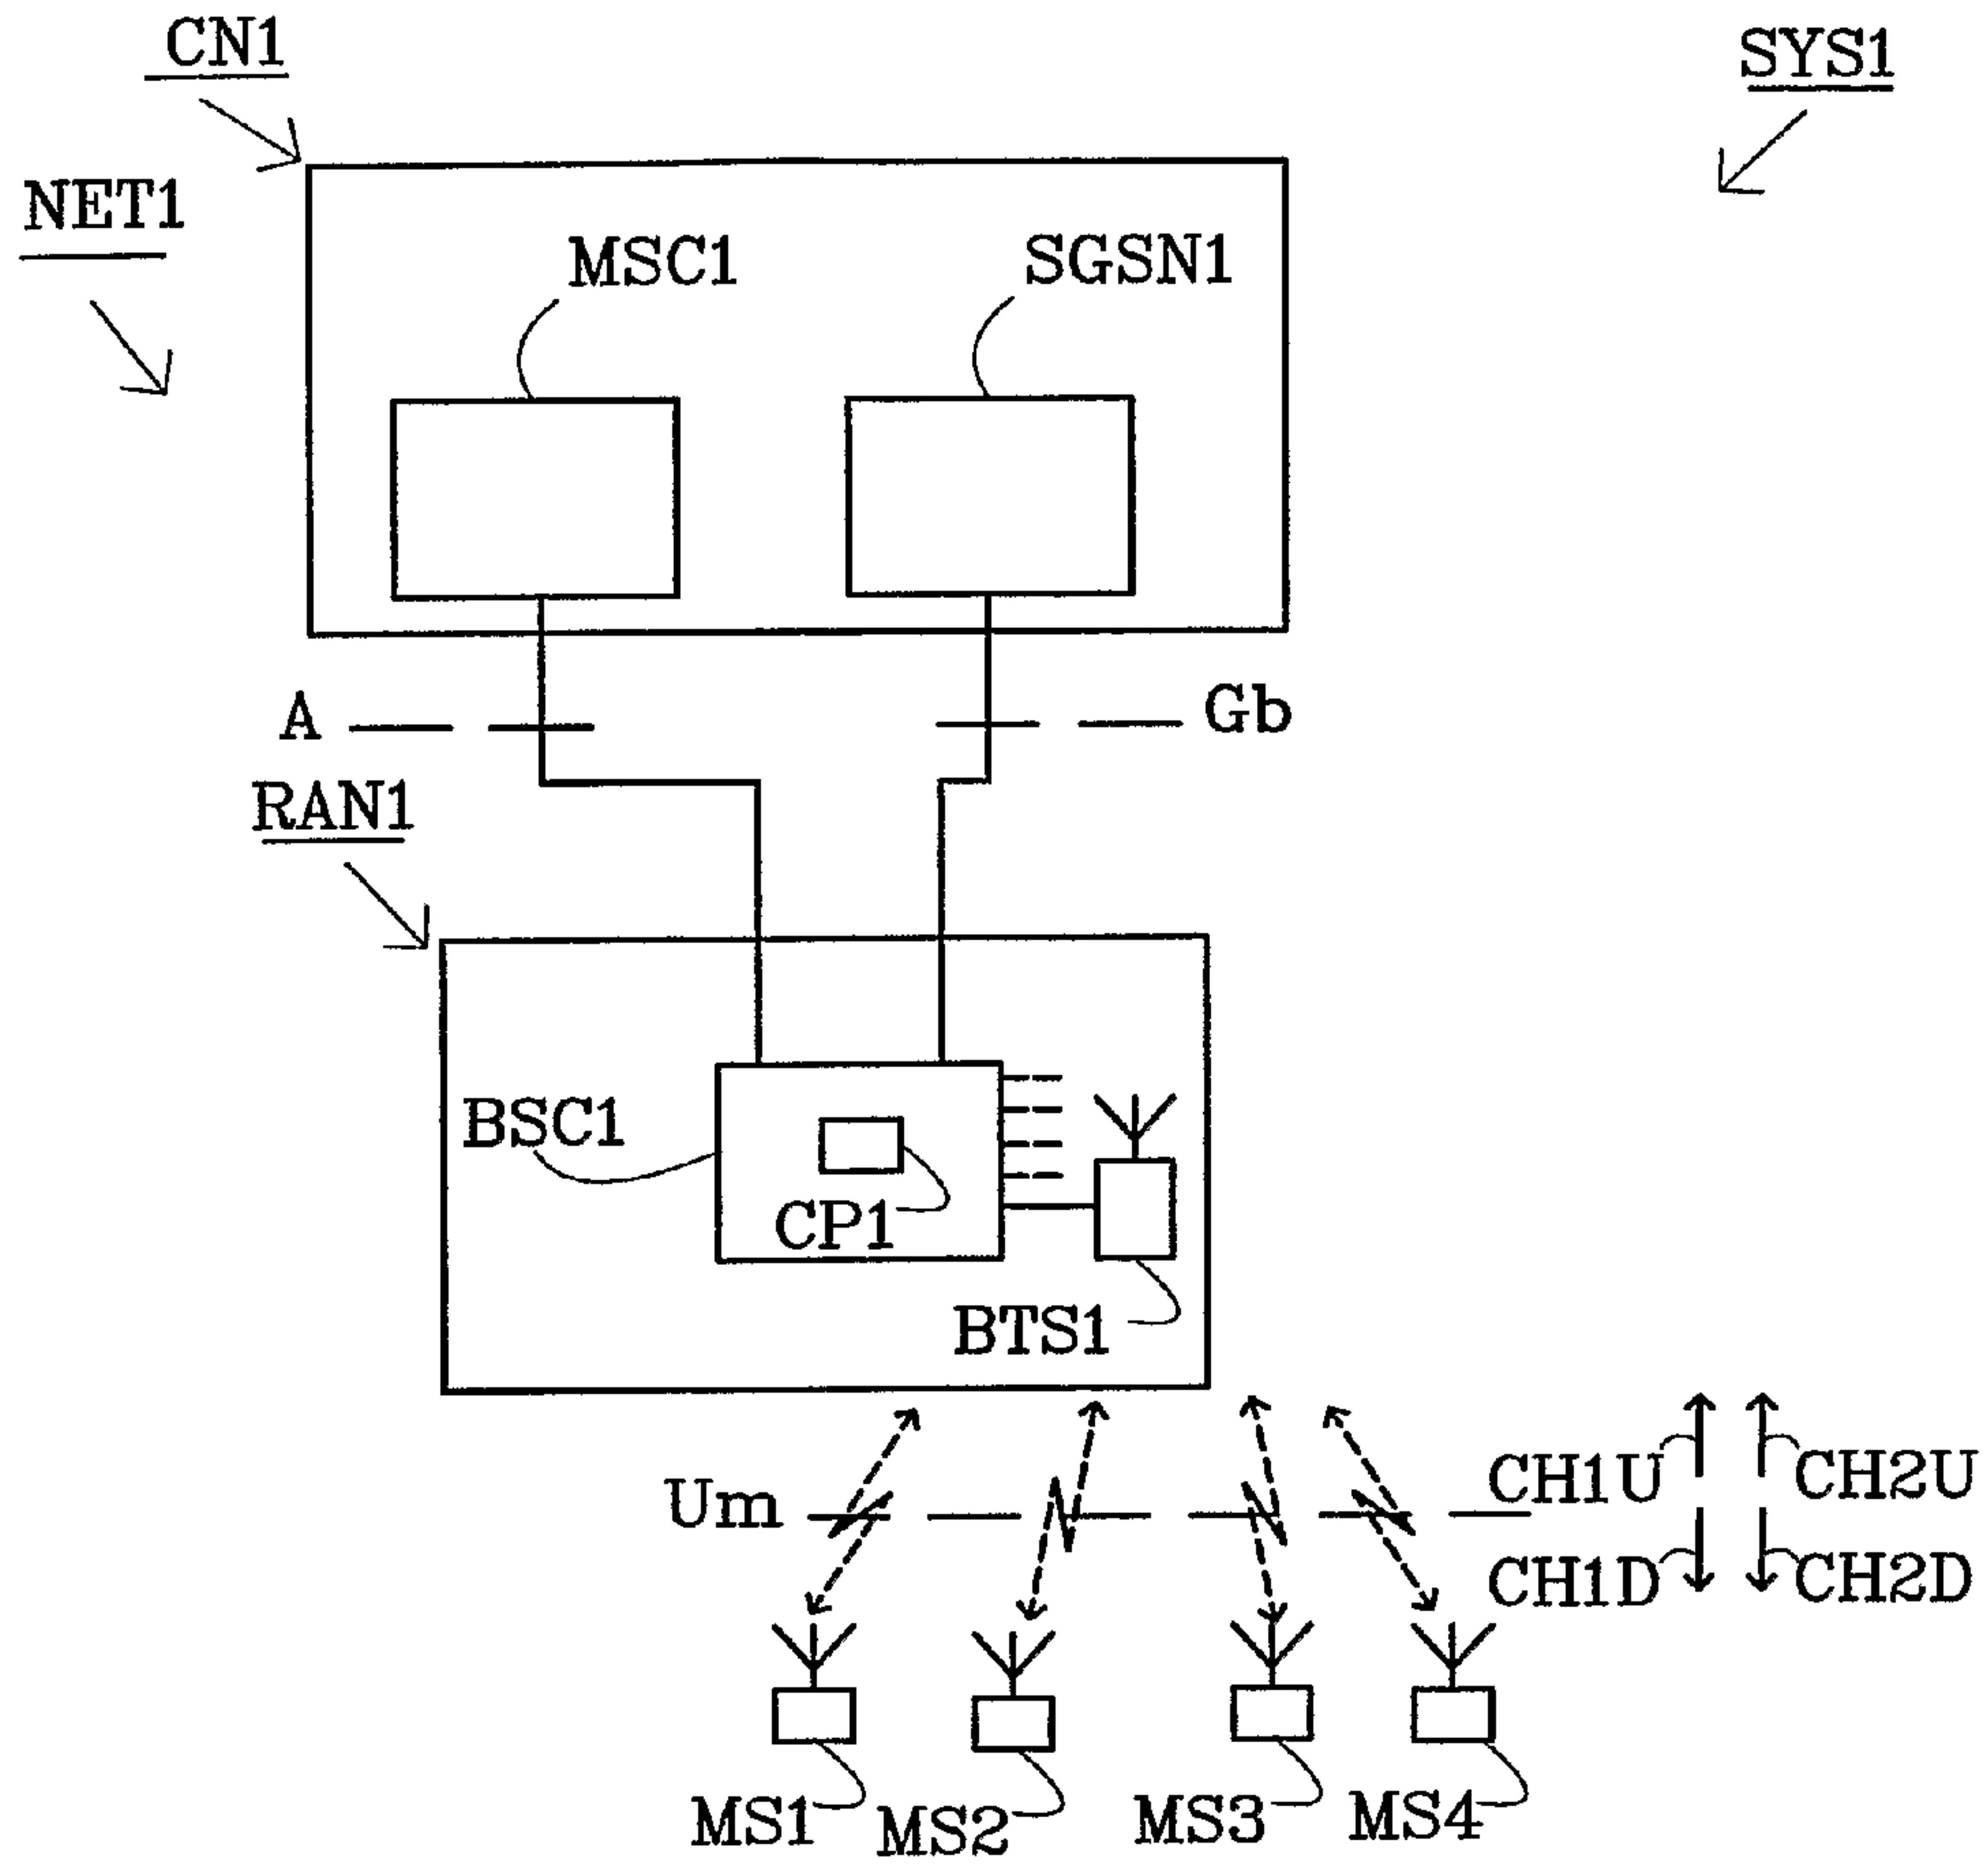 CN1
SYS1
NET1
MSC1
SGSN1
A
Gb
RAN1
BSC1
CP1
BTS1
Um
CH1U
CH2U
CH1D
CH2D
MS1
MS2
MS3
MS4